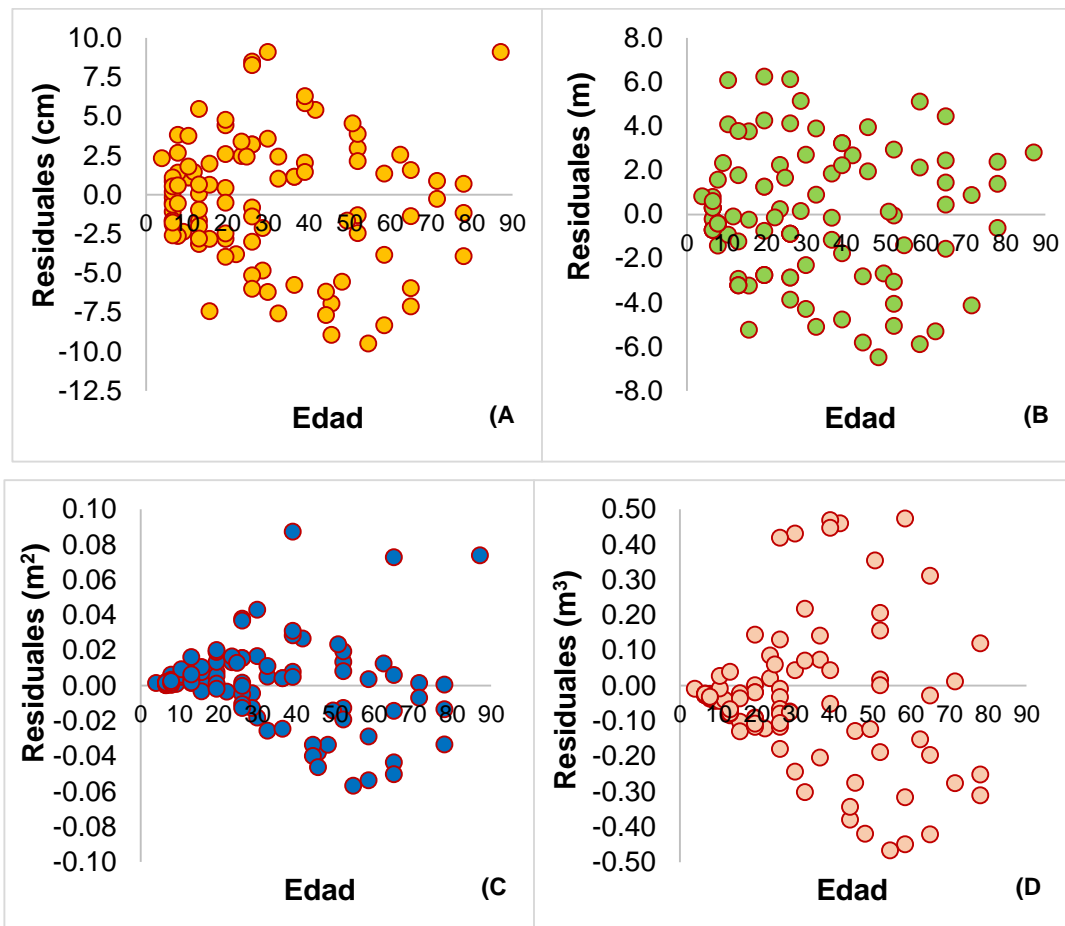 Residuales (cm)
10.0
7.5
5.0
2.5
0.0
-2.5
-5.0
-7.5
-10.0
-12.5
0 10 20 30 40 50 60 70 80 90
Edad
(A
Residuales (m)
8.0
6.0
4.0
2.0
0.0
-2.0
-4.0
-6.0
-8.0
0 10 20 30 40 50 60 70 80 90
Edad
(B
Residuales (m²)
0.10
0.08
0.06
0.04
0.02
0.00
-0.02
-0.04
-0.06
-0.08
-0.10
0 10 20 30 40 50 60 70 80 90
Edad
(C
Residuales (m³)
0.50
0.40
0.30
0.20
0.10
0.00
-0.10
-0.20
-0.30
-0.40
-0.50
0 10 20 30 40 50 60 70 80 90
Edad
(D